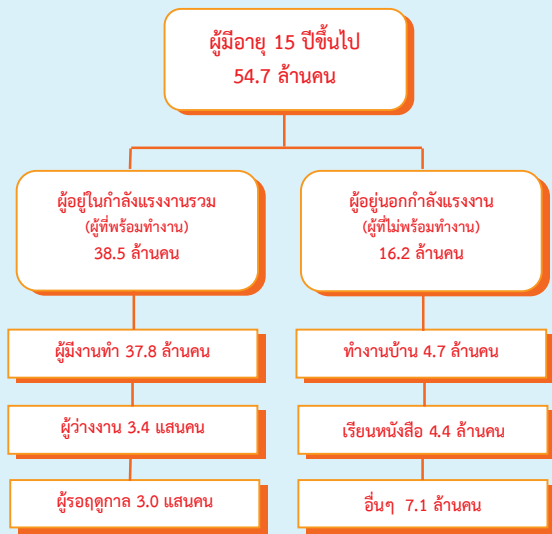 ผู้มีอายุ 15 ปีขึ้นไป
54.7 ล้านคน
ผู้อยู่ในกำลังแรงงานรวม
(ผู้ที่พร้อมทำงาน)
38.5 ล้านคน
ผู้มีงานทำ 37.8 ล้านคน
ผู้ว่างงาน 3.4 แสนคน
ผู้รอฤดูกาล 3.0 แสนคน
ผู้อยู่นอกกำลังแรงงาน
(ผู้ที่ไม่พร้อมทำงาน)
16.2 ล้านคน
ทำงานบ้าน 4.7 ล้านคน
เรียนหนังสือ 4.4 ล้านคน
อื่นๆ 7.1 ล้านคน